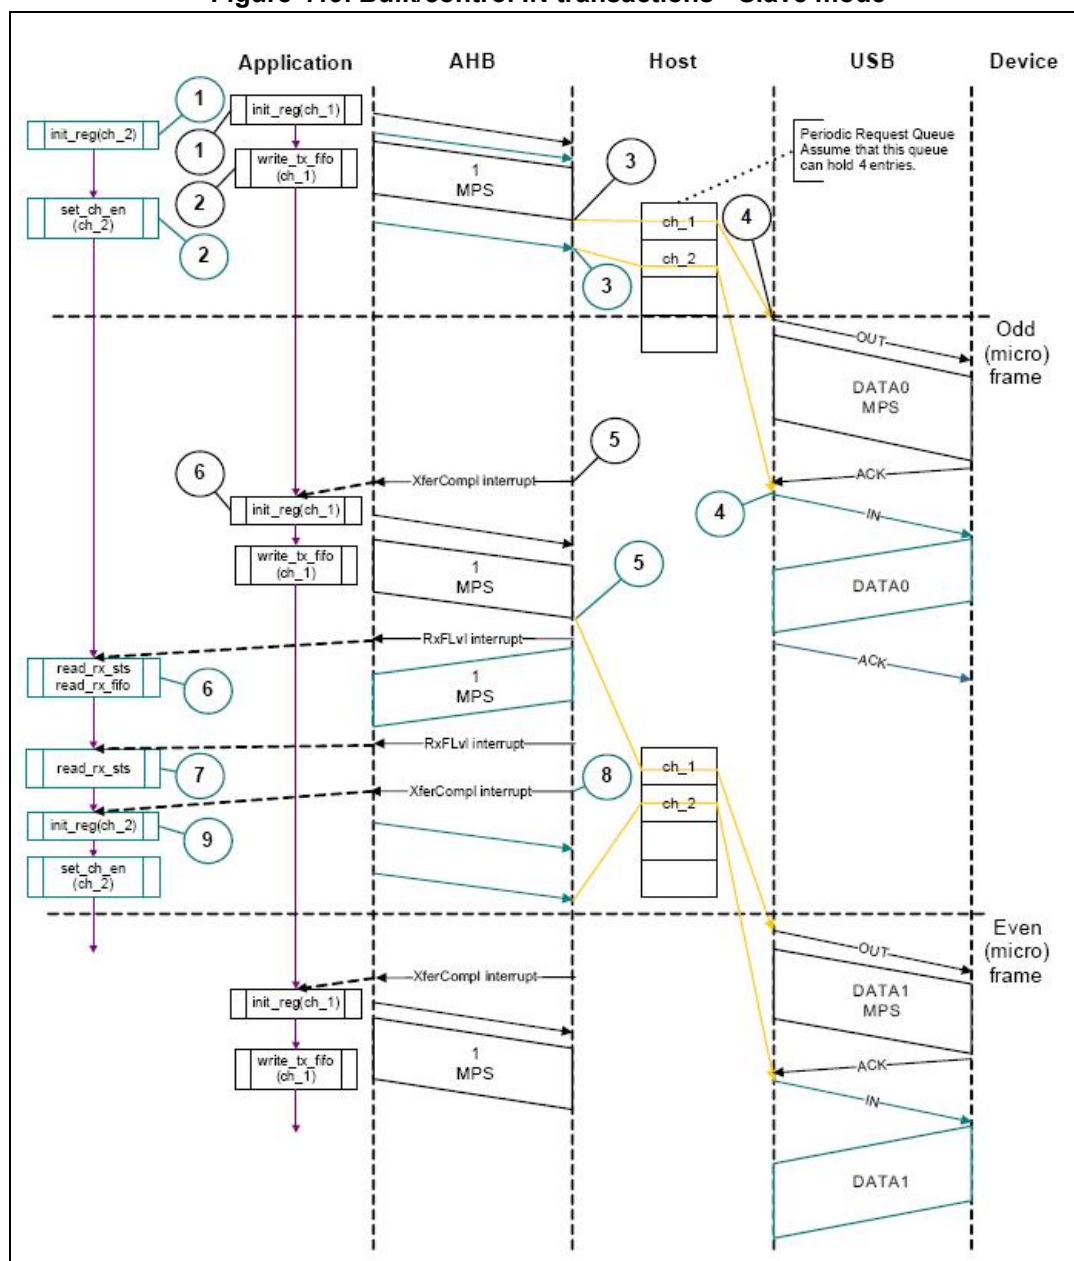 Figure 415. Bulk/control IN transactions - Slave mode
Application
AHB
Host
USB
Device
1
init_reg(ch_1)
init_reg(ch_2)
1
Periodic Request Queue
Assume that this queue
can hold 4 entries.
write_tx_fifo
(ch_1)
1
MPS
3
2
set_ch_en
(ch_2)
ch_1
4
2
ch_2
3
Odd
(micro)
frame
OUT
DATA0
MPS
5
6
XferCompl interrupt
ACK
init_reg(ch_1)
4
IN
write_tx_fifo
(ch_1)
1
MPS
5
DATA0
RxFLvl interrupt
read_rx_sts
read_rx_fifo
6
1
MPS
ACK
RxFLvl interrupt
read_rx_sts
7
ch_1
8
XferCompl interrupt
ch_2
init_reg(ch_2)
9
set_ch_en
(ch_2)
Even
(micro)
frame
OUT
XferCompl interrupt
init_reg(ch_1)
DATA1
MPS
write_tx_fifo
(ch_1)
1
MPS
ACK
IN
DATA1